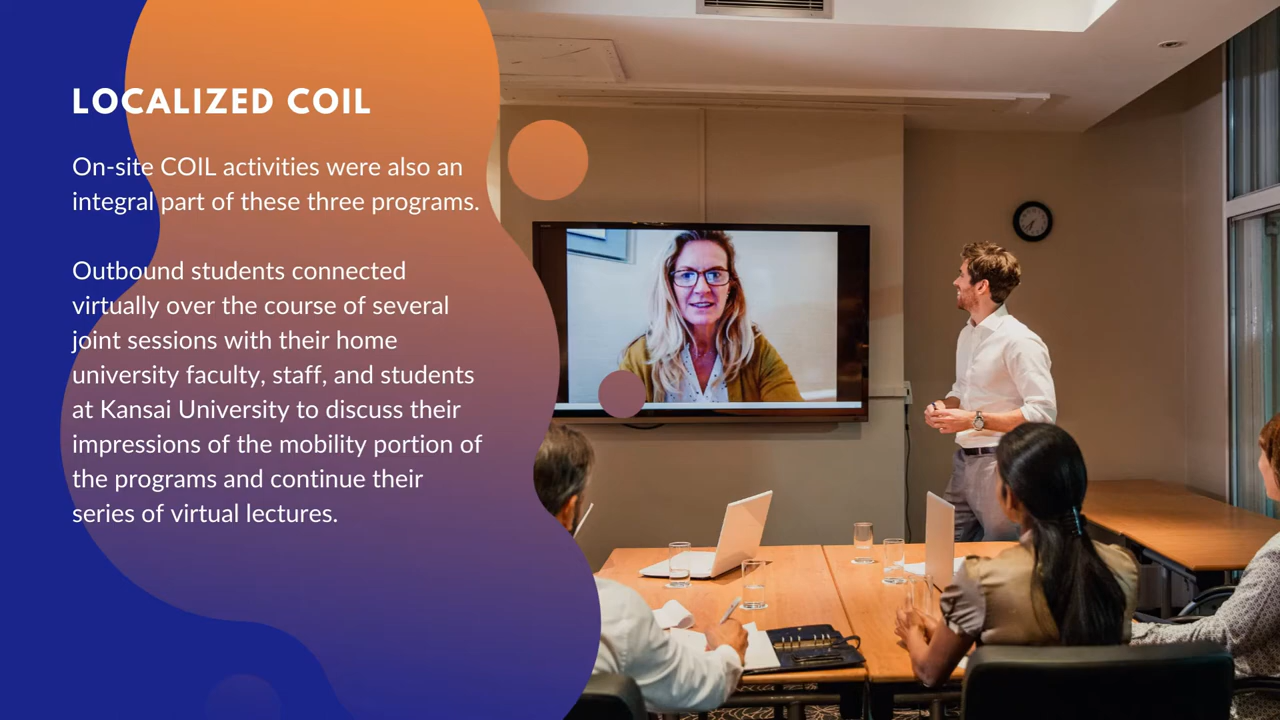 LOCALIZED COIL
On-site COIL activities were also an
integral part of these three programs.
Outbound students connected
virtually over the course of several
joint sessions with their home
university faculty, staff, and students
at Kansai University to discuss their
impressions of the mobility portion of
the programs and continue their
series of virtual lectures.